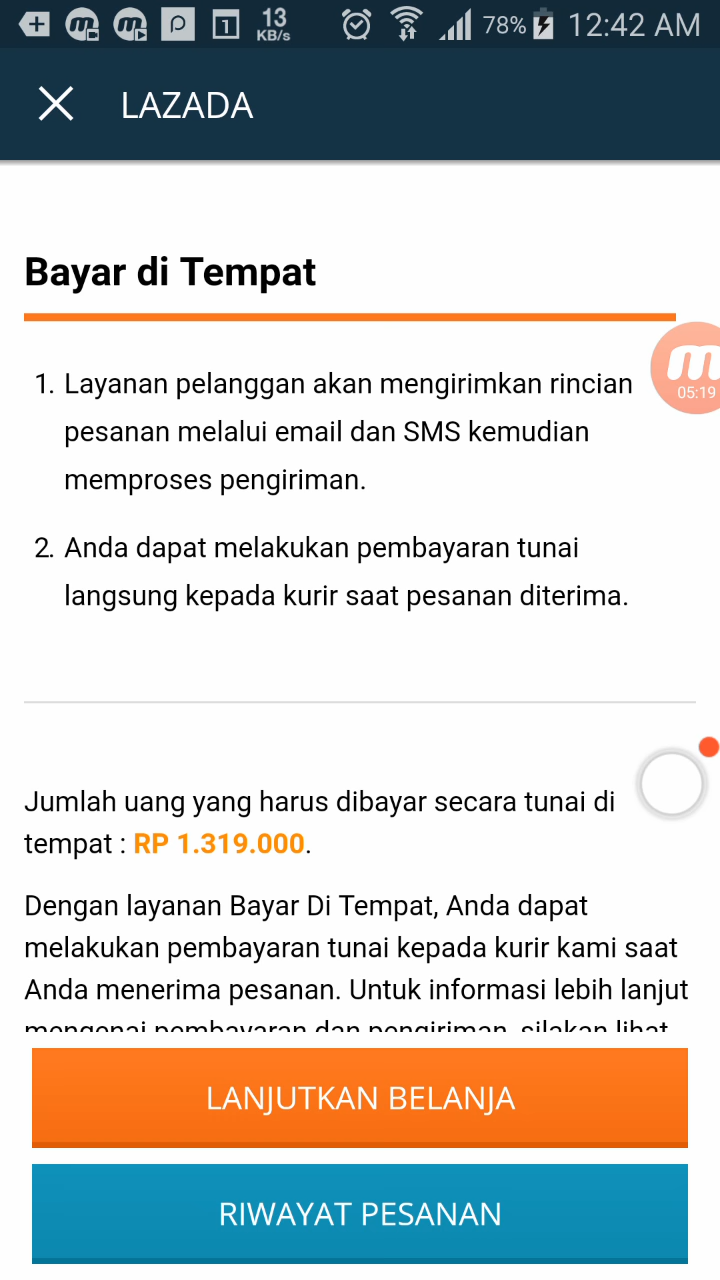 1
13
KB/s
78%
12:42 AM
LAZADA
Bayar di Tempat
m
05:19
1. Layanan pelanggan akan mengirimkan rincian
pesanan melalui email dan SMS kemudian
memproses pengiriman.
2. Anda dapat melakukan pembayaran tunai
langsung kepada kurir saat pesanan diterima.
Jumlah uang yang harus dibayar secara tunai di
tempat : RP 1.319.000.
Dengan layanan Bayar Di Tempat, Anda dapat
melakukan pembayaran tunai kepada kurir kami saat
Anda menerima pesanan. Untuk informasi lebih lanjut
mengenai pembayaran dan pengiriman, silakan lihat
LANJUTKAN BELANJA
RIWAYAT PESANAN